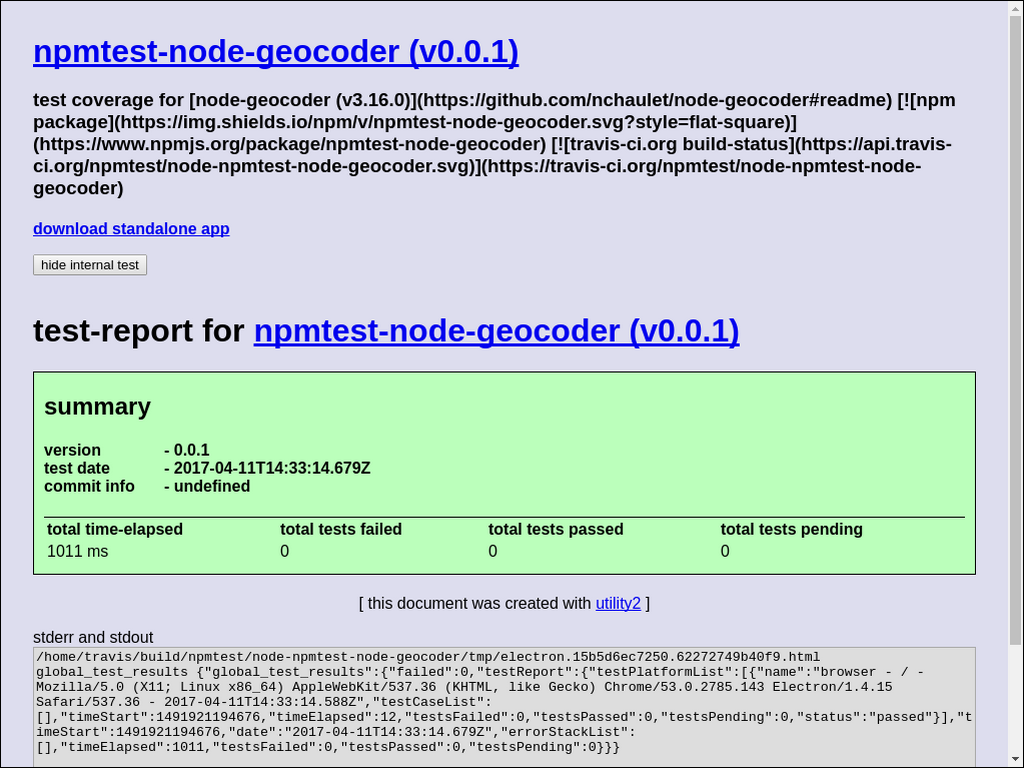 npmtest-node-geocoder (v0.0.1)
test coverage for [node-geocoder (v3.16.0)](https://github.com/nchaulet/node-geocoder#readme) [![npm
package](https://img.shields.io/npm/v/npmtest-node-geocoder.svg?style=flat-square)]
(https://www.npmjs.org/package/npmtest-node-geocoder) [![travis-ci.org build-status](https://api.travis-
ci.org/npmtest/node-npmtest-node-geocoder.svg)](https://travis-ci.org/npmtest/node-npmtest-node-
geocoder)
download standalone app
hide internal test
test-report for npmtest-node-geocoder (v0.0.1)
summary
version - 0.0.1
test date - 2017-04-11T14:33:14.679Z
commit info - undefined
total time-elapsed total tests failed total tests passed total tests pending
1011 ms 0 0 0
[ this document was created with utility2 ]
stderr and stdout
/home/travis/build/npmtest/node-npmtest-node-geocoder/tmp/electron.15b5d6ec7250.62272749b40f9.html
global_test_results {"global_test_results":{"failed":0,"testReport":{"testPlatformList":[{"name":"browser - / -
Mozilla/5.0 (X11; Linux x86_64) AppleWebKit/537.36 (KHTML, like Gecko) Chrome/53.0.2785.143 Electron/1.4.15
Safari/537.36 - 2017-04-11T14:33:14.588Z","testCaseList":
[],"timeStart":1491921194676,"timeElapsed":12,"testsFailed":0,"testsPassed":0,"testsPending":0,"status":"passed"}],"t
imeStart":1491921194676,"date":"2017-04-11T14:33:14.679Z","errorStackList":
[],"timeElapsed":1011,"testsFailed":0,"testsPassed":0,"testsPending":0}}}